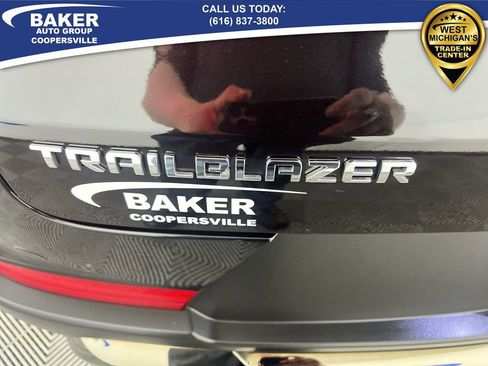 BAKER
AUTO GROUP
COOPERSVILLE
CALL US TODAY:
(616) 837-3800
WEST
MICHIGAN'S
TRADE-IN
CENTER
TRAILBLAZER
BAKER
COOPERSVILLE